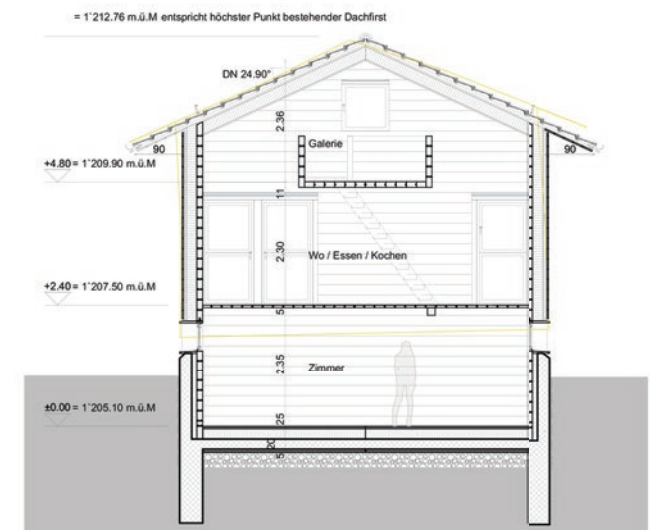 = 1`212.76 m.ü.M entspricht höchster Punkt bestehender Dachfirst
DN 24.90°
2.36
Galerie
90
90
+4.80 = 1`209.90 m.ü.M
11
2.30
Wo / Essen / Kochen
+2.40 = 1`207.50 m.ü.M
5
2.35
Zimmer
±0.00 = 1`205.10 m.ü.M
25
20
5